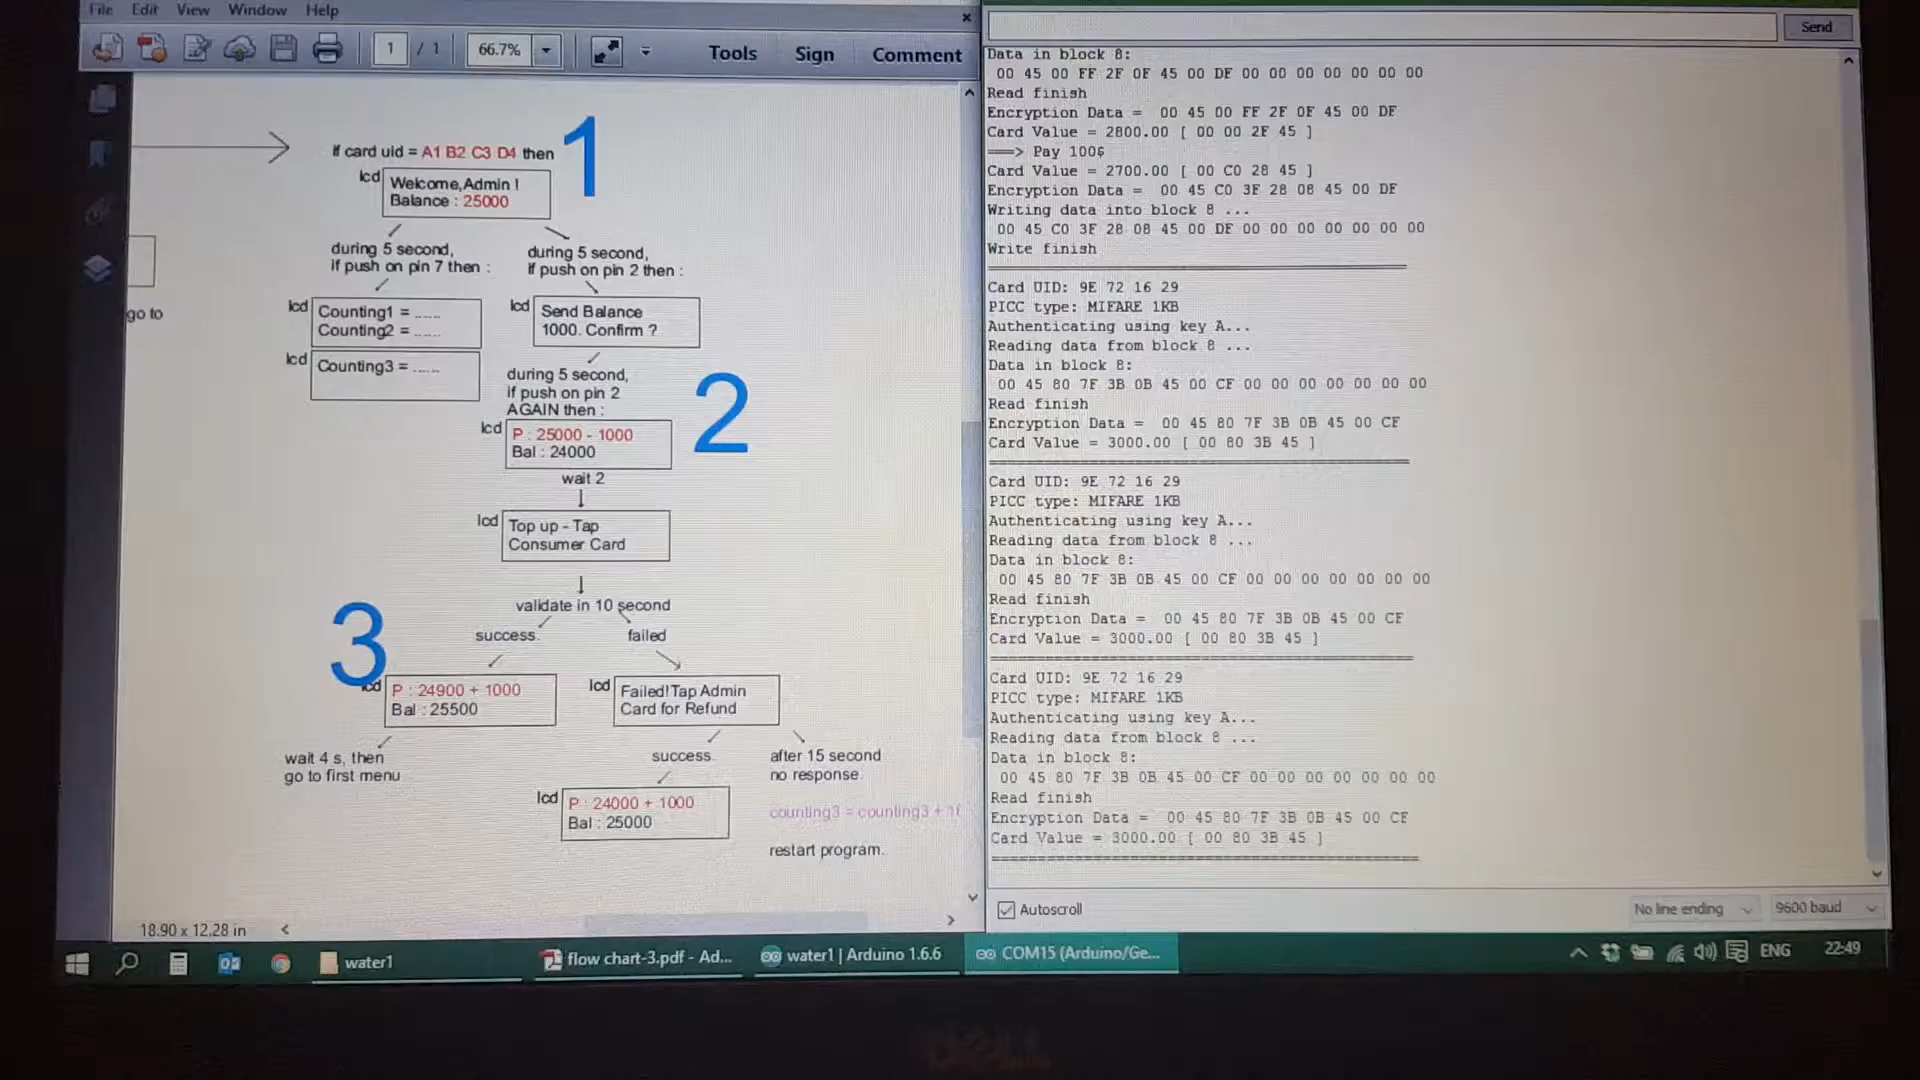 File Edit View Window Help
1 / 1 66.7% Tools Sign Comment
if card uid = A1 B2 C3 D4 then
1
lcd
Welcome,Admin !
Balance : 25000
during 5 second,
if push on pin 7 then :
during 5 second,
if push on pin 2 then :
go to
lcd
Counting1 = ......
Counting2 = ......
lcd
Counting3 = ......
lcd
Send Balance
1000. Confirm ?
during 5 second,
if push on pin 2
AGAIN then :
2
lcd
P : 25000 - 1000
Bal : 24000
wait 2
lcd
Top up - Tap
Consumer Card
validate in 10 second
success.
failed
3
lcd
P : 24900 + 1000
Bal : 25500
lcd
Failed!Tap Admin
Card for Refund
wait 4 s, then
go to first menu
success.
after 15 second
no response.
lcd
P : 24000 + 1000
Bal : 25000
counting3 = counting3 + 1
restart program.
18.90 x 12.28 in
Send
Data in block 8:
00 45 00 FF 2F 0F 45 00 DF 00 00 00 00 00 00 00
Read finish
Encryption Data = 00 45 00 FF 2F 0F 45 00 DF
Card Value = 2800.00 [ 00 00 2F 45 ]
===> Pay 100$
Card Value = 2700.00 [ 00 C0 28 45 ]
Encryption Data = 00 45 C0 3F 28 08 45 00 DF
Writing data into block 8 ...
00 45 C0 3F 28 08 45 00 DF 00 00 00 00 00 00 00
Write finish
Card UID: 9E 72 16 29
PICC type: MIFARE 1KB
Authenticating using key A...
Reading data from block 8 ...
Data in block 8:
00 45 80 7F 3B 0B 45 00 CF 00 00 00 00 00 00 00
Read finish
Encryption Data = 00 45 80 7F 3B 0B 45 00 CF
Card Value = 3000.00 [ 00 80 3B 45 ]
Card UID: 9E 72 16 29
PICC type: MIFARE 1KB
Authenticating using key A...
Reading data from block 8 ...
Data in block 8:
00 45 80 7F 3B 0B 45 00 CF 00 00 00 00 00 00 00
Read finish
Encryption Data = 00 45 80 7F 3B 0B 45 00 CF
Card Value = 3000.00 [ 00 80 3B 45 ]
Card UID: 9E 72 16 29
PICC type: MIFARE 1KB
Authenticating using key A...
Reading data from block 8 ...
Data in block 8:
00 45 80 7F 3B 0B 45 00 CF 00 00 00 00 00 00 00
Read finish
Encryption Data = 00 45 80 7F 3B 0B 45 00 CF
Card Value = 3000.00 [ 00 80 3B 45 ]
Autoscroll
No line ending
9600 baud
water1
flow chart-3.pdf - Ad...
water1 | Arduino 1.6.6
COM15 (Arduino/Ge...
ENG
22:49
DELL